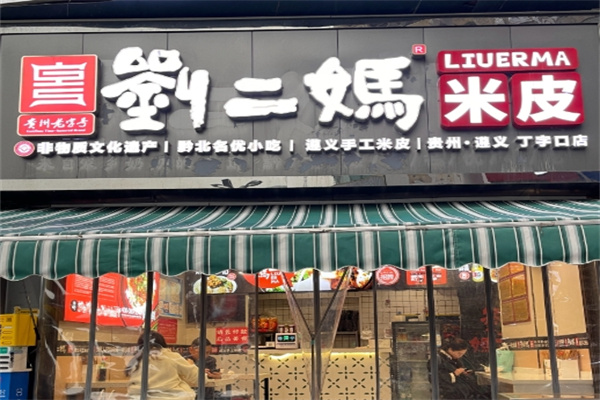 劉二媽
®
LIUERMA
米皮
贵州老字号
非物质文化遗产 | 黔北名优小吃 | 遵义手工米皮 | 贵州·遵义 丁字口店